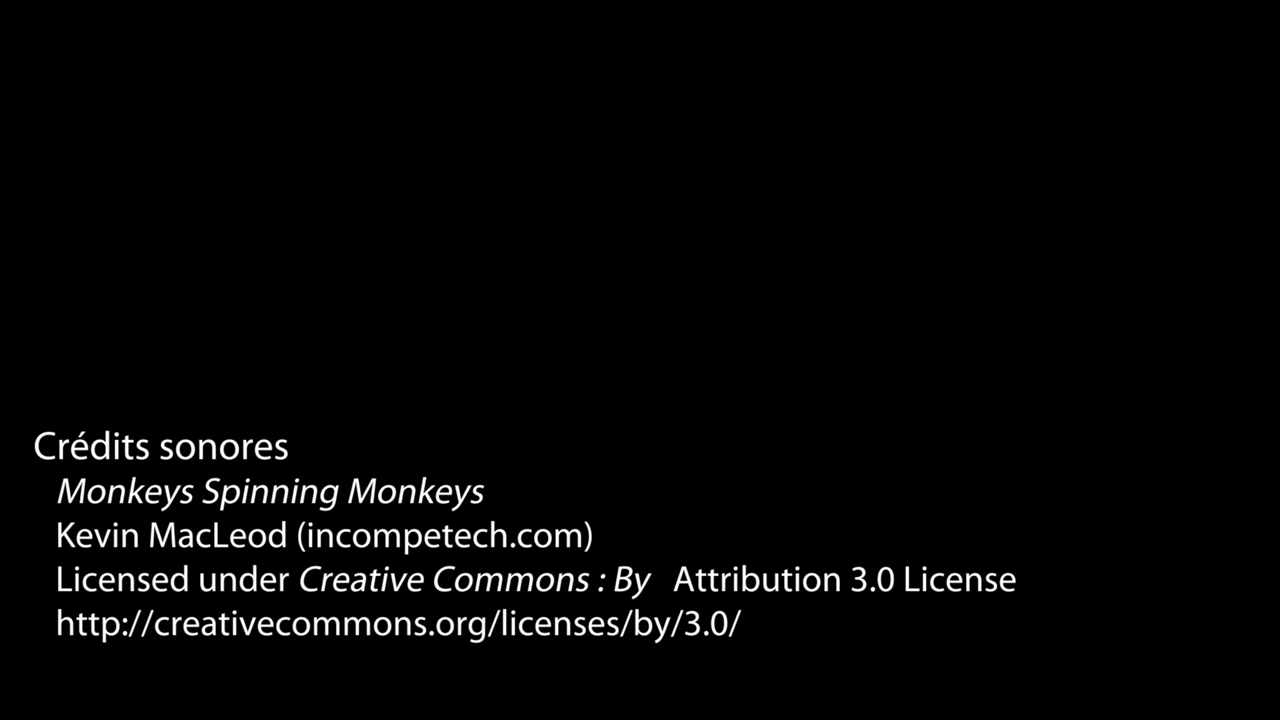 Crédits sonores
Monkeys Spinning Monkeys
Kevin MacLeod (incompetech.com)
Licensed under Creative Commons : By Attribution 3.0 License
http://creativecommons.org/licenses/by/3.0/